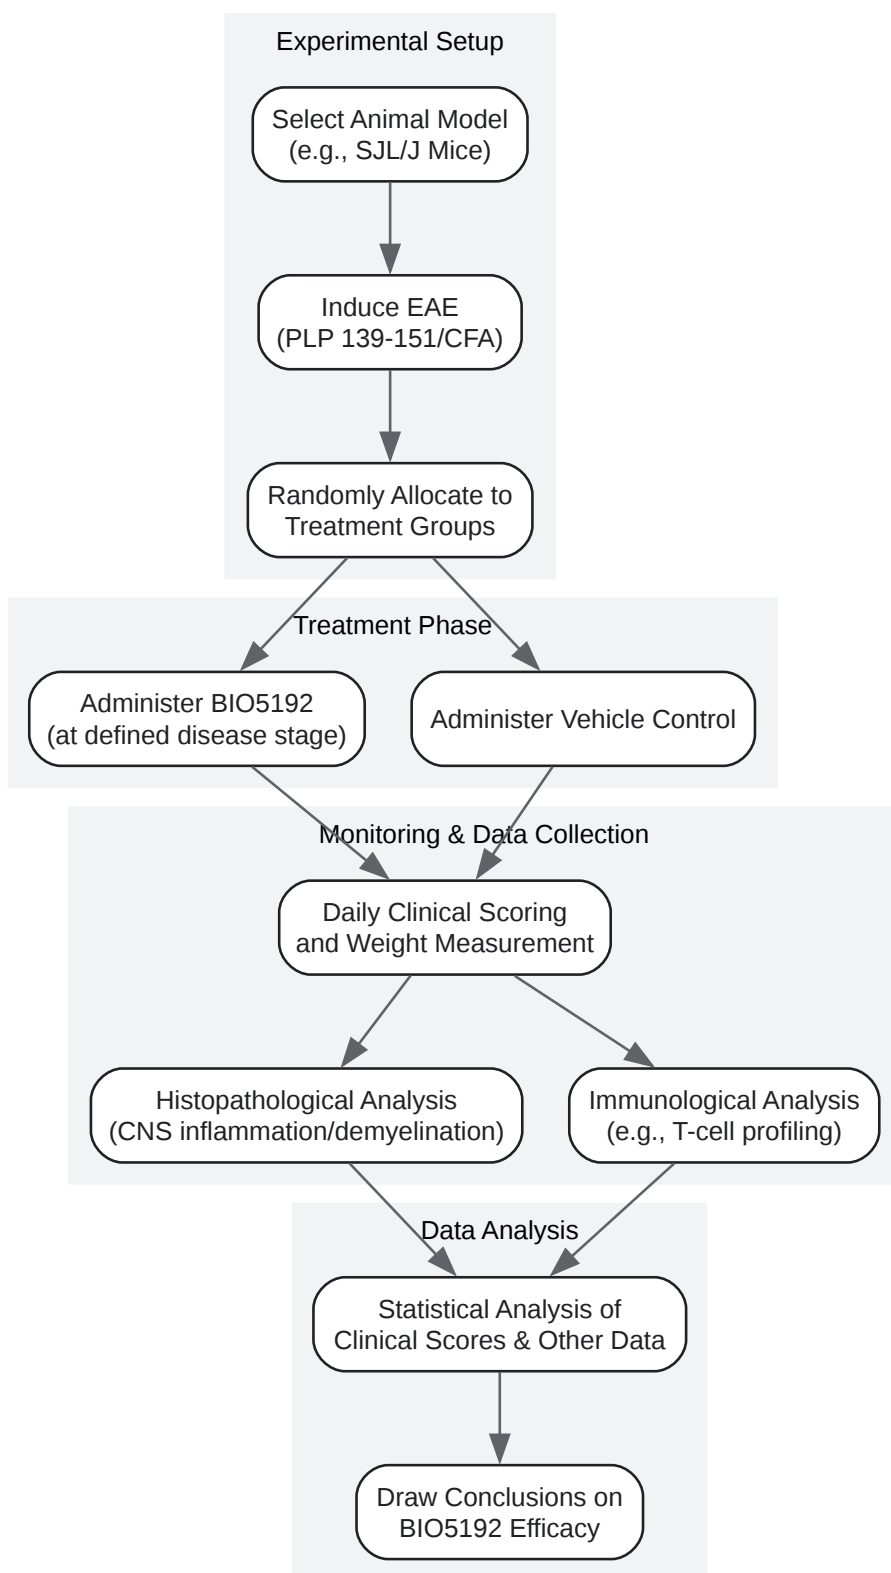 Experimental Setup
Select Animal Model
(e.g., SJL/J Mice)
Induce EAE
(PLP 139-151/CFA)
Randomly Allocate to
Treatment Groups
Treatment Phase
Administer BIO5192
(at defined disease stage)
Administer Vehicle Control
Monitoring & Data Collection
Daily Clinical Scoring
and Weight Measurement
Histopathological Analysis
(CNS inflammation/demyelination)
Immunological Analysis
(e.g., T-cell profiling)
Data Analysis
Statistical Analysis of
Clinical Scores & Other Data
Draw Conclusions on
BIO5192 Efficacy